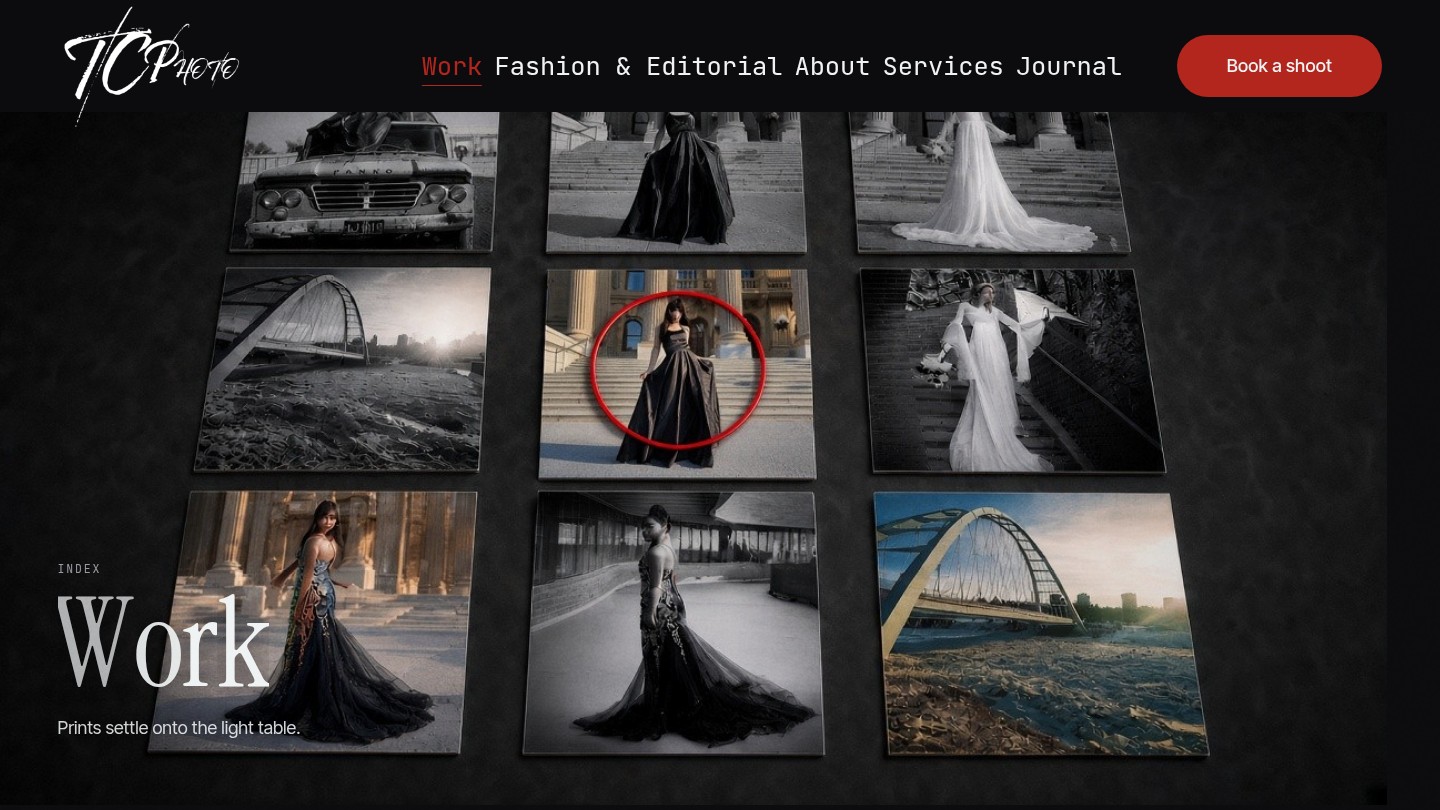 TCPHOTO
Work Fashion & Editorial About Services Journal
Book a shoot
INDEX
Work
Prints settle onto the light table.